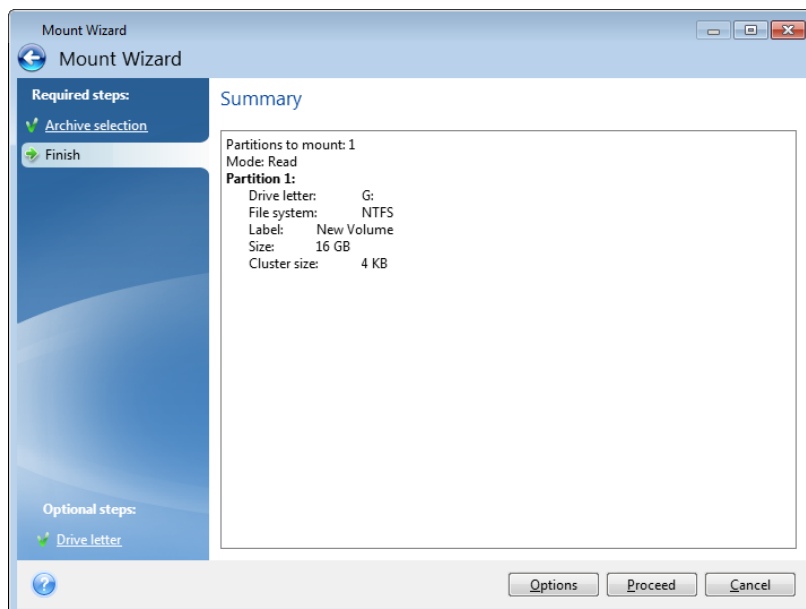 Mount Wizard
Mount Wizard
Required steps:
Archive selection
Finish
Summary
Partitions to mount: 1
Mode: Read
Partition 1:
Drive letter: G:
File system: NTFS
Label: New Volume
Size: 16 GB
Cluster size: 4 KB
Optional steps:
Drive letter
Options Proceed Cancel